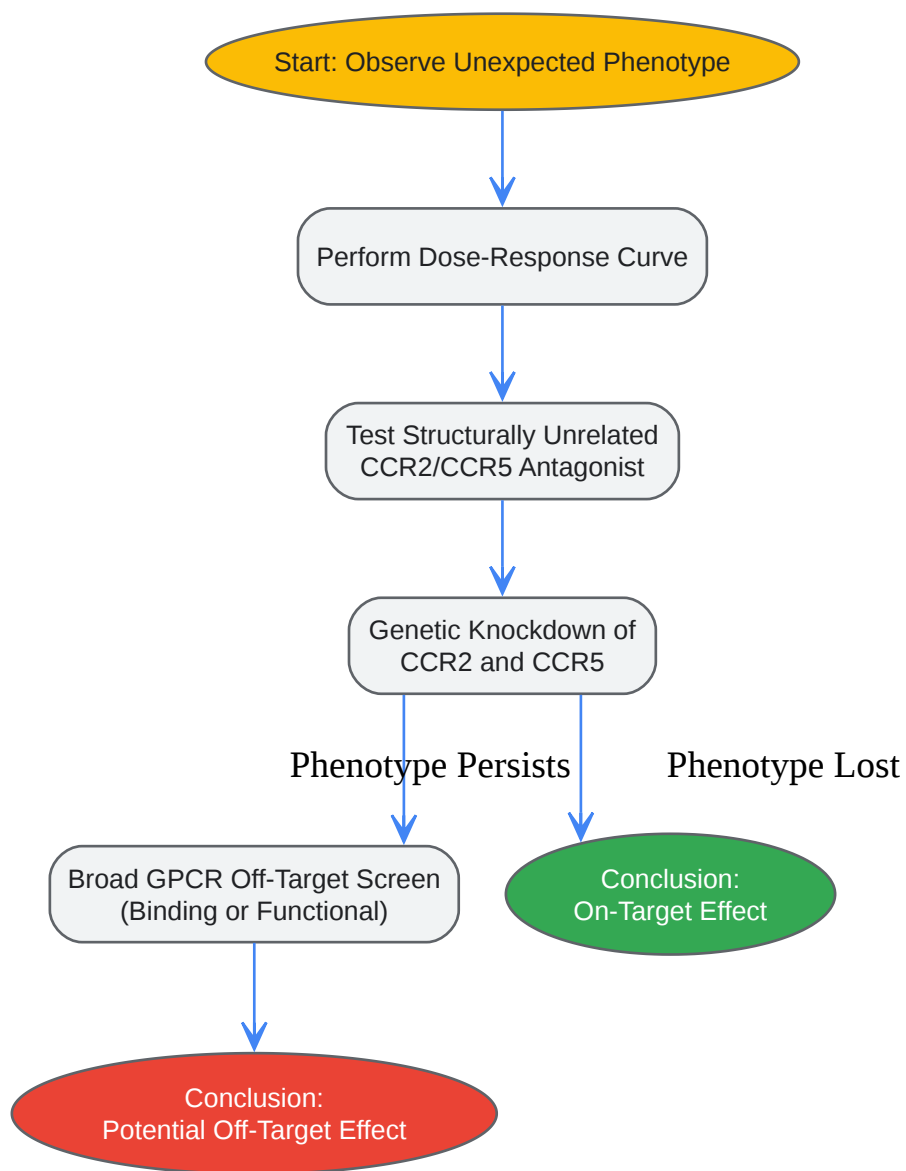 Start: Observe Unexpected Phenotype
Perform Dose-Response Curve
Test Structurally Unrelated
CCR2/CCR5 Antagonist
Genetic Knockdown of
CCR2 and CCR5
Phenotype Persists
Phenotype Lost
Broad GPCR Off-Target Screen
(Binding or Functional)
Conclusion:
On-Target Effect
Conclusion:
Potential Off-Target Effect